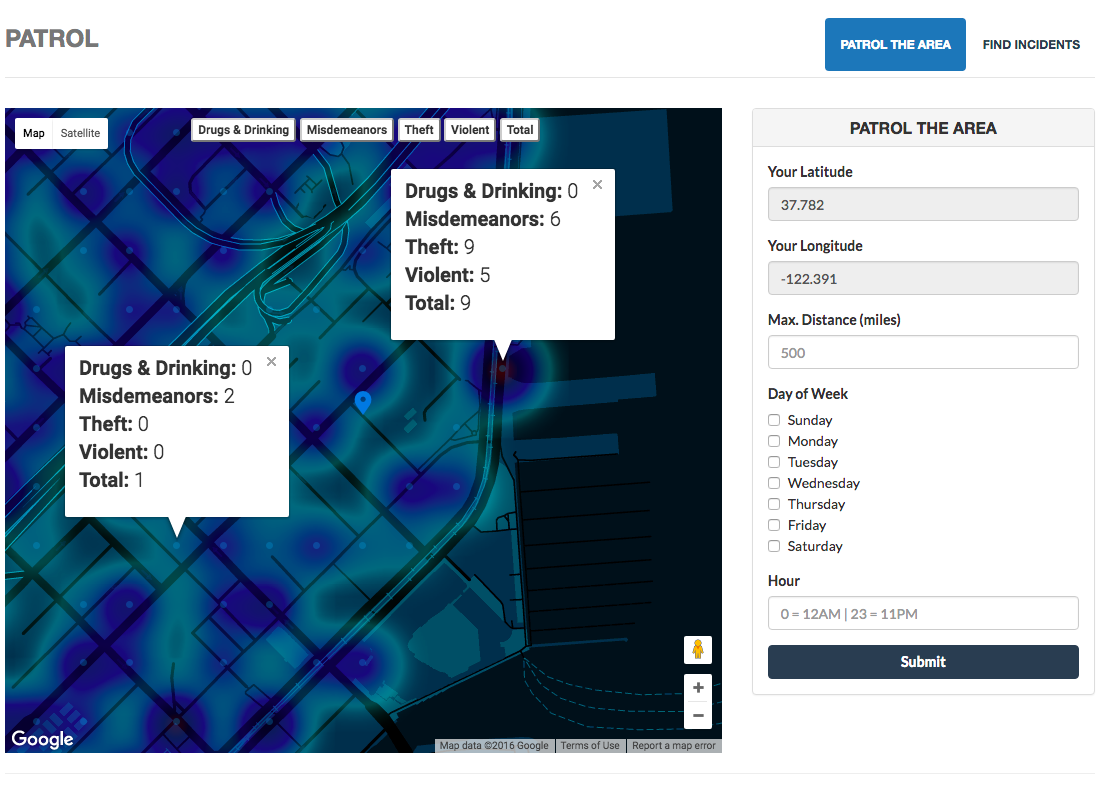 PATROL
PATROL THE AREA
FIND INCIDENTS
Map
Satellite
Drugs & Drinking
Misdemeanors
Theft
Violent
Total
Drugs & Drinking: 0
Misdemeanors: 6
Theft: 9
Violent: 5
Total: 9
Drugs & Drinking: 0
Misdemeanors: 2
Theft: 0
Violent: 0
Total: 1
Google
Map data ©2016 Google
Terms of Use
Report a map error
PATROL THE AREA
Your Latitude
37.782
Your Longitude
-122.391
Max. Distance (miles)
500
Day of Week
Sunday
Monday
Tuesday
Wednesday
Thursday
Friday
Saturday
Hour
0 = 12AM | 23 = 11PM
Submit